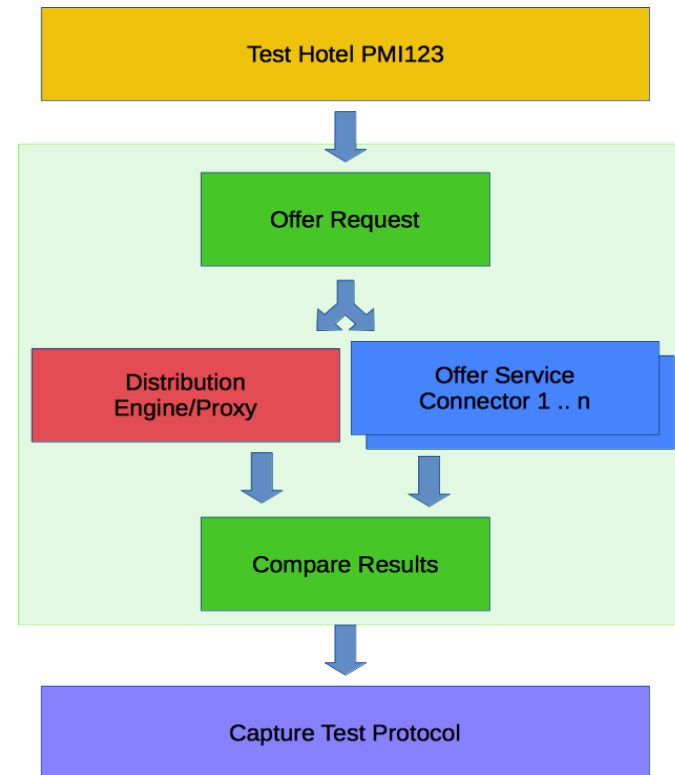 Test Hotel PMI123
Offer Request
Distribution
Engine/Proxy
Offer Service
Connector 1 .. n
Compare Results
Capture Test Protocol